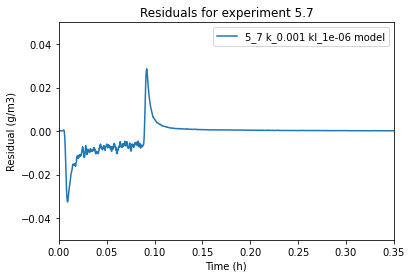 Residuals for experiment 5.7
5_7 k_0.001 kl_1e-06 model
Residual (g/m3)
0.04
0.02
0.00
−0.02
−0.04
0.00 0.05 0.10 0.15 0.20 0.25 0.30 0.35
Time (h)